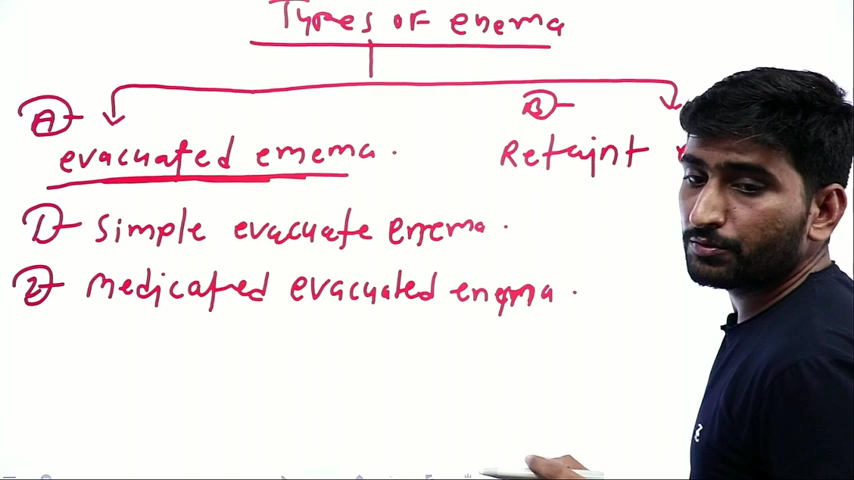 Types of enema
A
B
evacuated emema.
Retaint
1 simple evacuate enema.
2 medicated evacuated enema.